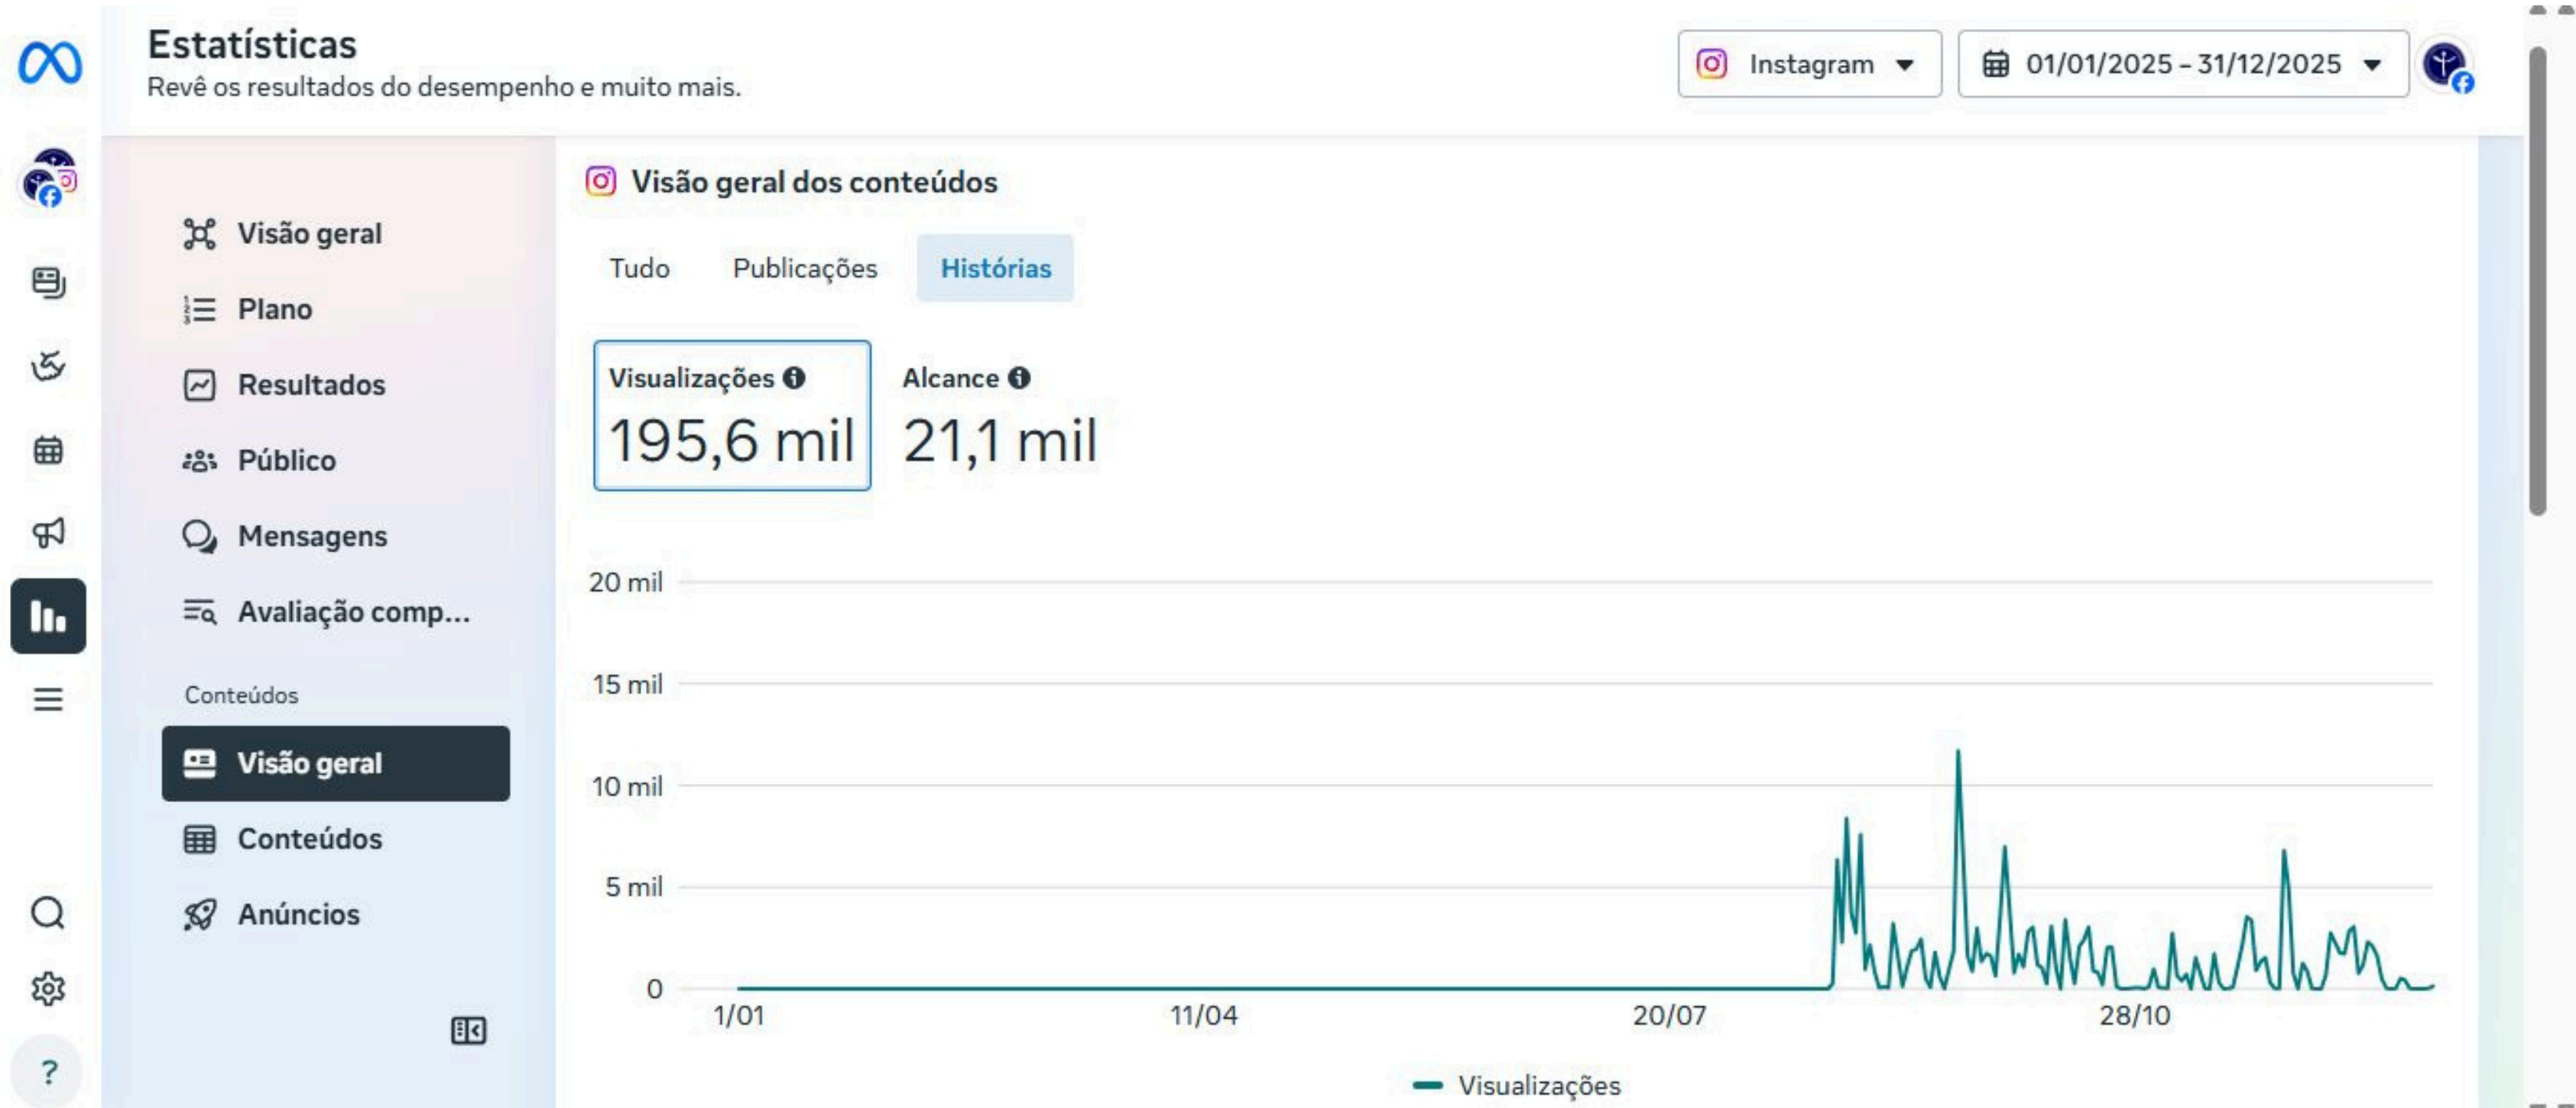 Estatísticas
Revê os resultados do desempenho e muito mais.
Instagram
01/01/2025 – 31/12/2025
Visão geral
Plano
Resultados
Público
Mensagens
Avaliação comp...
Conteúdos
Visão geral
Conteúdos
Anúncios
?
Visão geral dos conteúdos
Tudo
Publicações
Histórias
Visualizações
195,6 mil
Alcance
21,1 mil
20 mil
15 mil
10 mil
5 mil
0
1/01
11/04
20/07
28/10
Visualizações